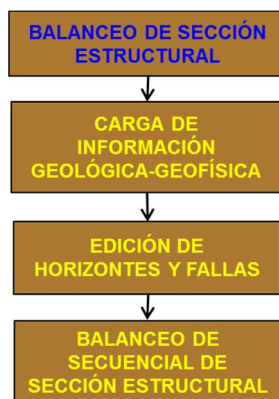 BALANCEO DE SECCIÓN
ESTRUCTURAL
CARGA DE
INFORMACIÓN
GEOLÓGICA-GEOFÍSICA
EDICIÓN DE
HORIZONTES Y FALLAS
BALANCEO DE
SECUENCIAL DE
SECCIÓN ESTRUCTURAL